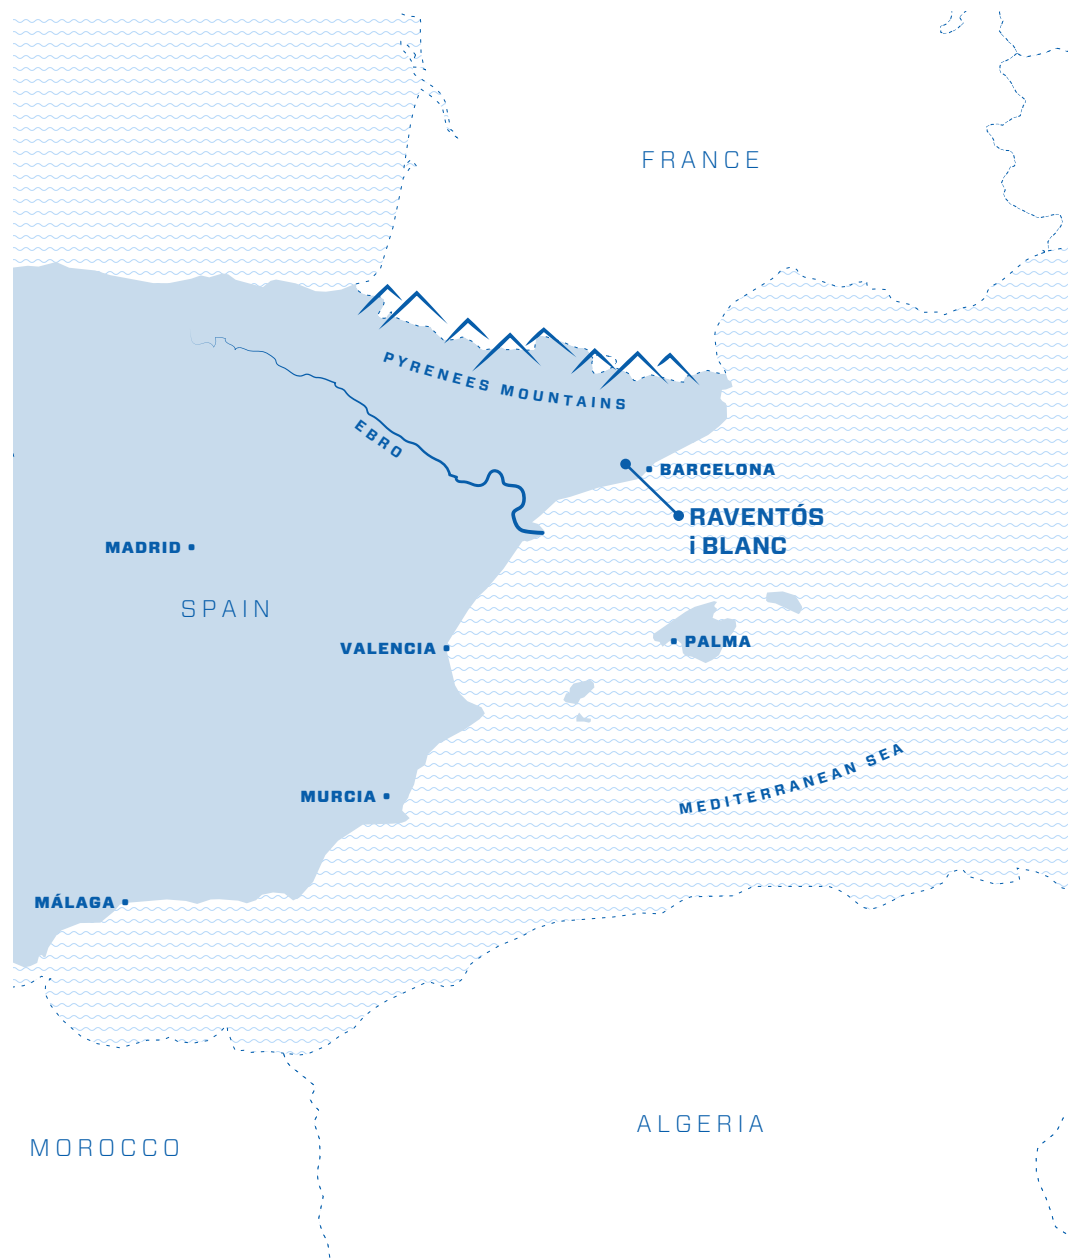 FRANCE
PYRENEES MOUNTAINS
EBRO
BARCELONA
RAVENTÓS
i BLANC
MADRID
SPAIN
VALENCIA
PALMA
MEDITERRANEAN SEA
MURCIA
MÁLAGA
ALGERIA
MOROCCO